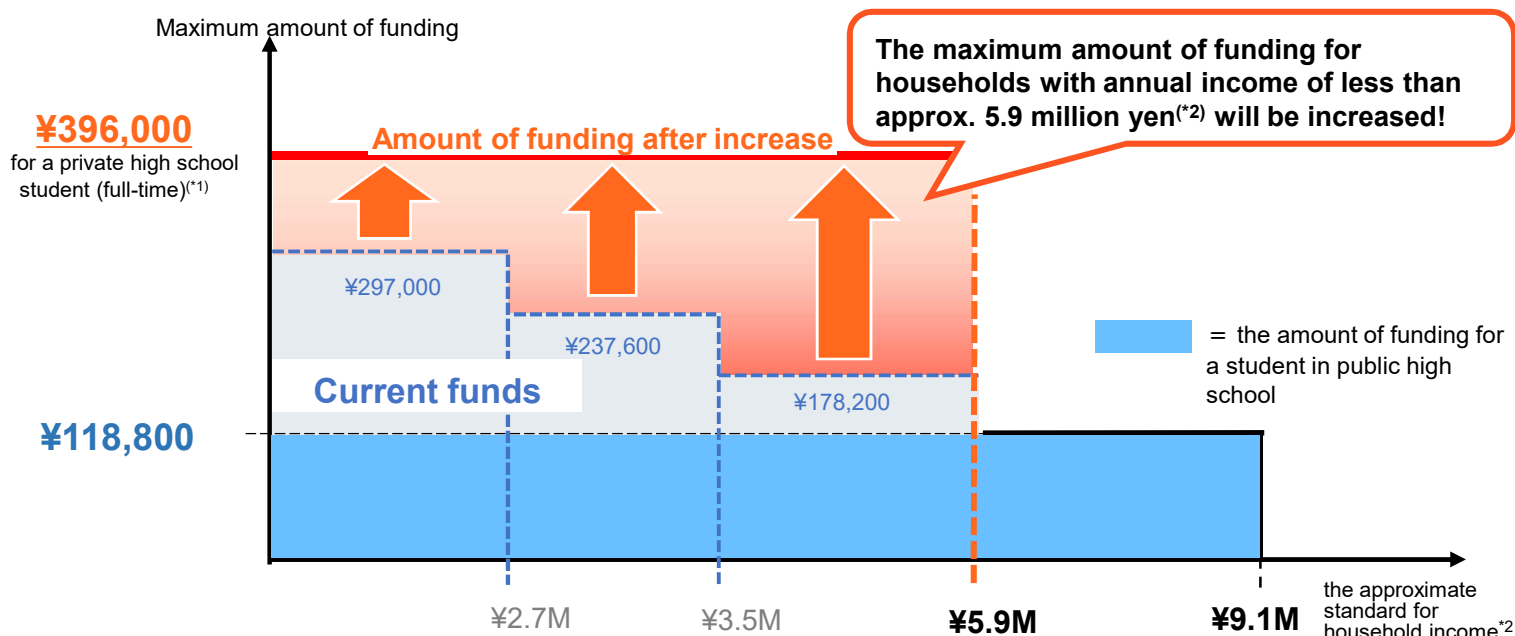 Maximum amount of funding
The maximum amount of funding for
households with annual income of less than
approx. 5.9 million yen(*2) will be increased!
¥396,000
for a private high school
student (full-time)(*1)
Amount of funding after increase
¥297,000
¥237,600
¥178,200
Current funds
= the amount of funding for
a student in public high
school
¥118,800
¥2.7M
¥3.5M
¥5.9M
¥9.1M
the approximate
standard for
household income*2